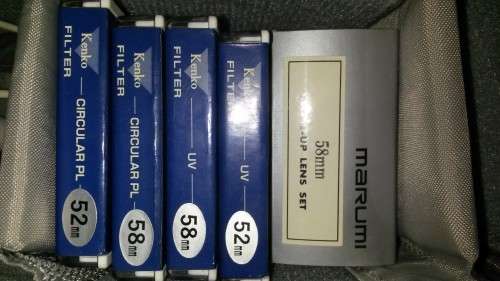 Kenko
FILTER
CIRCULAR PL
52mm
Kenko
FILTER
CIRCULAR PL
58mm
Kenko
FILTER
UV
58mm
Kenko
FILTER
UV
52mm
58mm
LENS SET
marumi